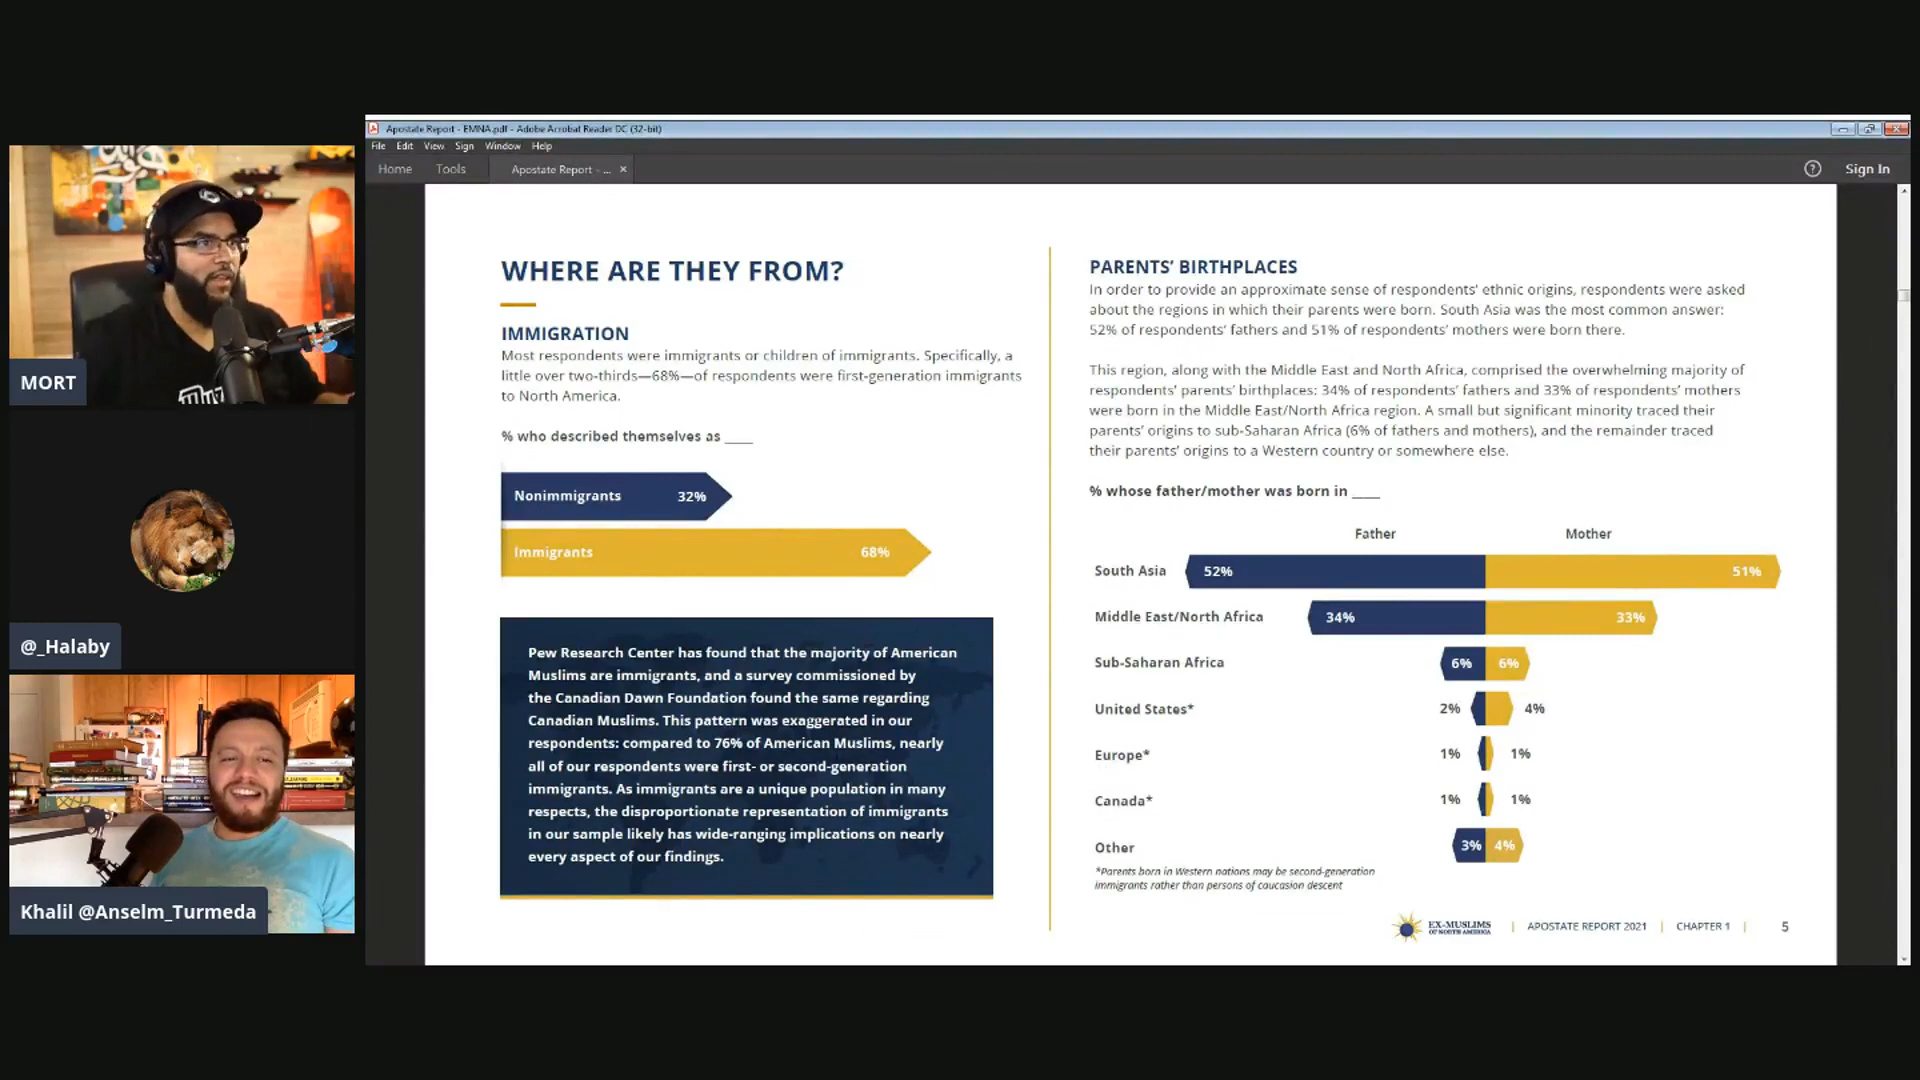 Apostate Report - EMNA.pdf - Adobe Acrobat Reader DC (32-bit)
File Edit View Sign Window Help
Home Tools Apostate Report - ... × ? Sign In
MORT
@_Halaby
Khalil @Anselm_Turmeda
WHERE ARE THEY FROM?
IMMIGRATION
Most respondents were immigrants or children of immigrants. Specifically, a
little over two-thirds—68%—of respondents were first-generation immigrants
to North America.
% who described themselves as ____
Nonimmigrants 32%
Immigrants 68%
Pew Research Center has found that the majority of American
Muslims are immigrants, and a survey commissioned by
the Canadian Dawn Foundation found the same regarding
Canadian Muslims. This pattern was exaggerated in our
respondents: compared to 76% of American Muslims, nearly
all of our respondents were first- or second-generation
immigrants. As immigrants are a unique population in many
respects, the disproportionate representation of immigrants
in our sample likely has wide-ranging implications on nearly
every aspect of our findings.
PARENTS’ BIRTHPLACES
In order to provide an approximate sense of respondents’ ethnic origins, respondents were asked
about the regions in which their parents were born. South Asia was the most common answer:
52% of respondents’ fathers and 51% of respondents’ mothers were born there.
This region, along with the Middle East and North Africa, comprised the overwhelming majority of
respondents’ parents’ birthplaces: 34% of respondents’ fathers and 33% of respondents’ mothers
were born in the Middle East/North Africa region. A small but significant minority traced their
parents’ origins to sub-Saharan Africa (6% of fathers and mothers), and the remainder traced
their parents’ origins to a Western country or somewhere else.
% whose father/mother was born in ____
Father Mother
South Asia 52% 51%
Middle East/North Africa 34% 33%
Sub-Saharan Africa 6% 6%
United States* 2% 4%
Europe* 1% 1%
Canada* 1% 1%
Other 3% 4%
*Parents born in Western nations may be second-generation
immigrants rather than persons of caucasion descent
EX-MUSLIMS
OF NORTH AMERICA
| APOSTATE REPORT 2021 | CHAPTER 1 | 5